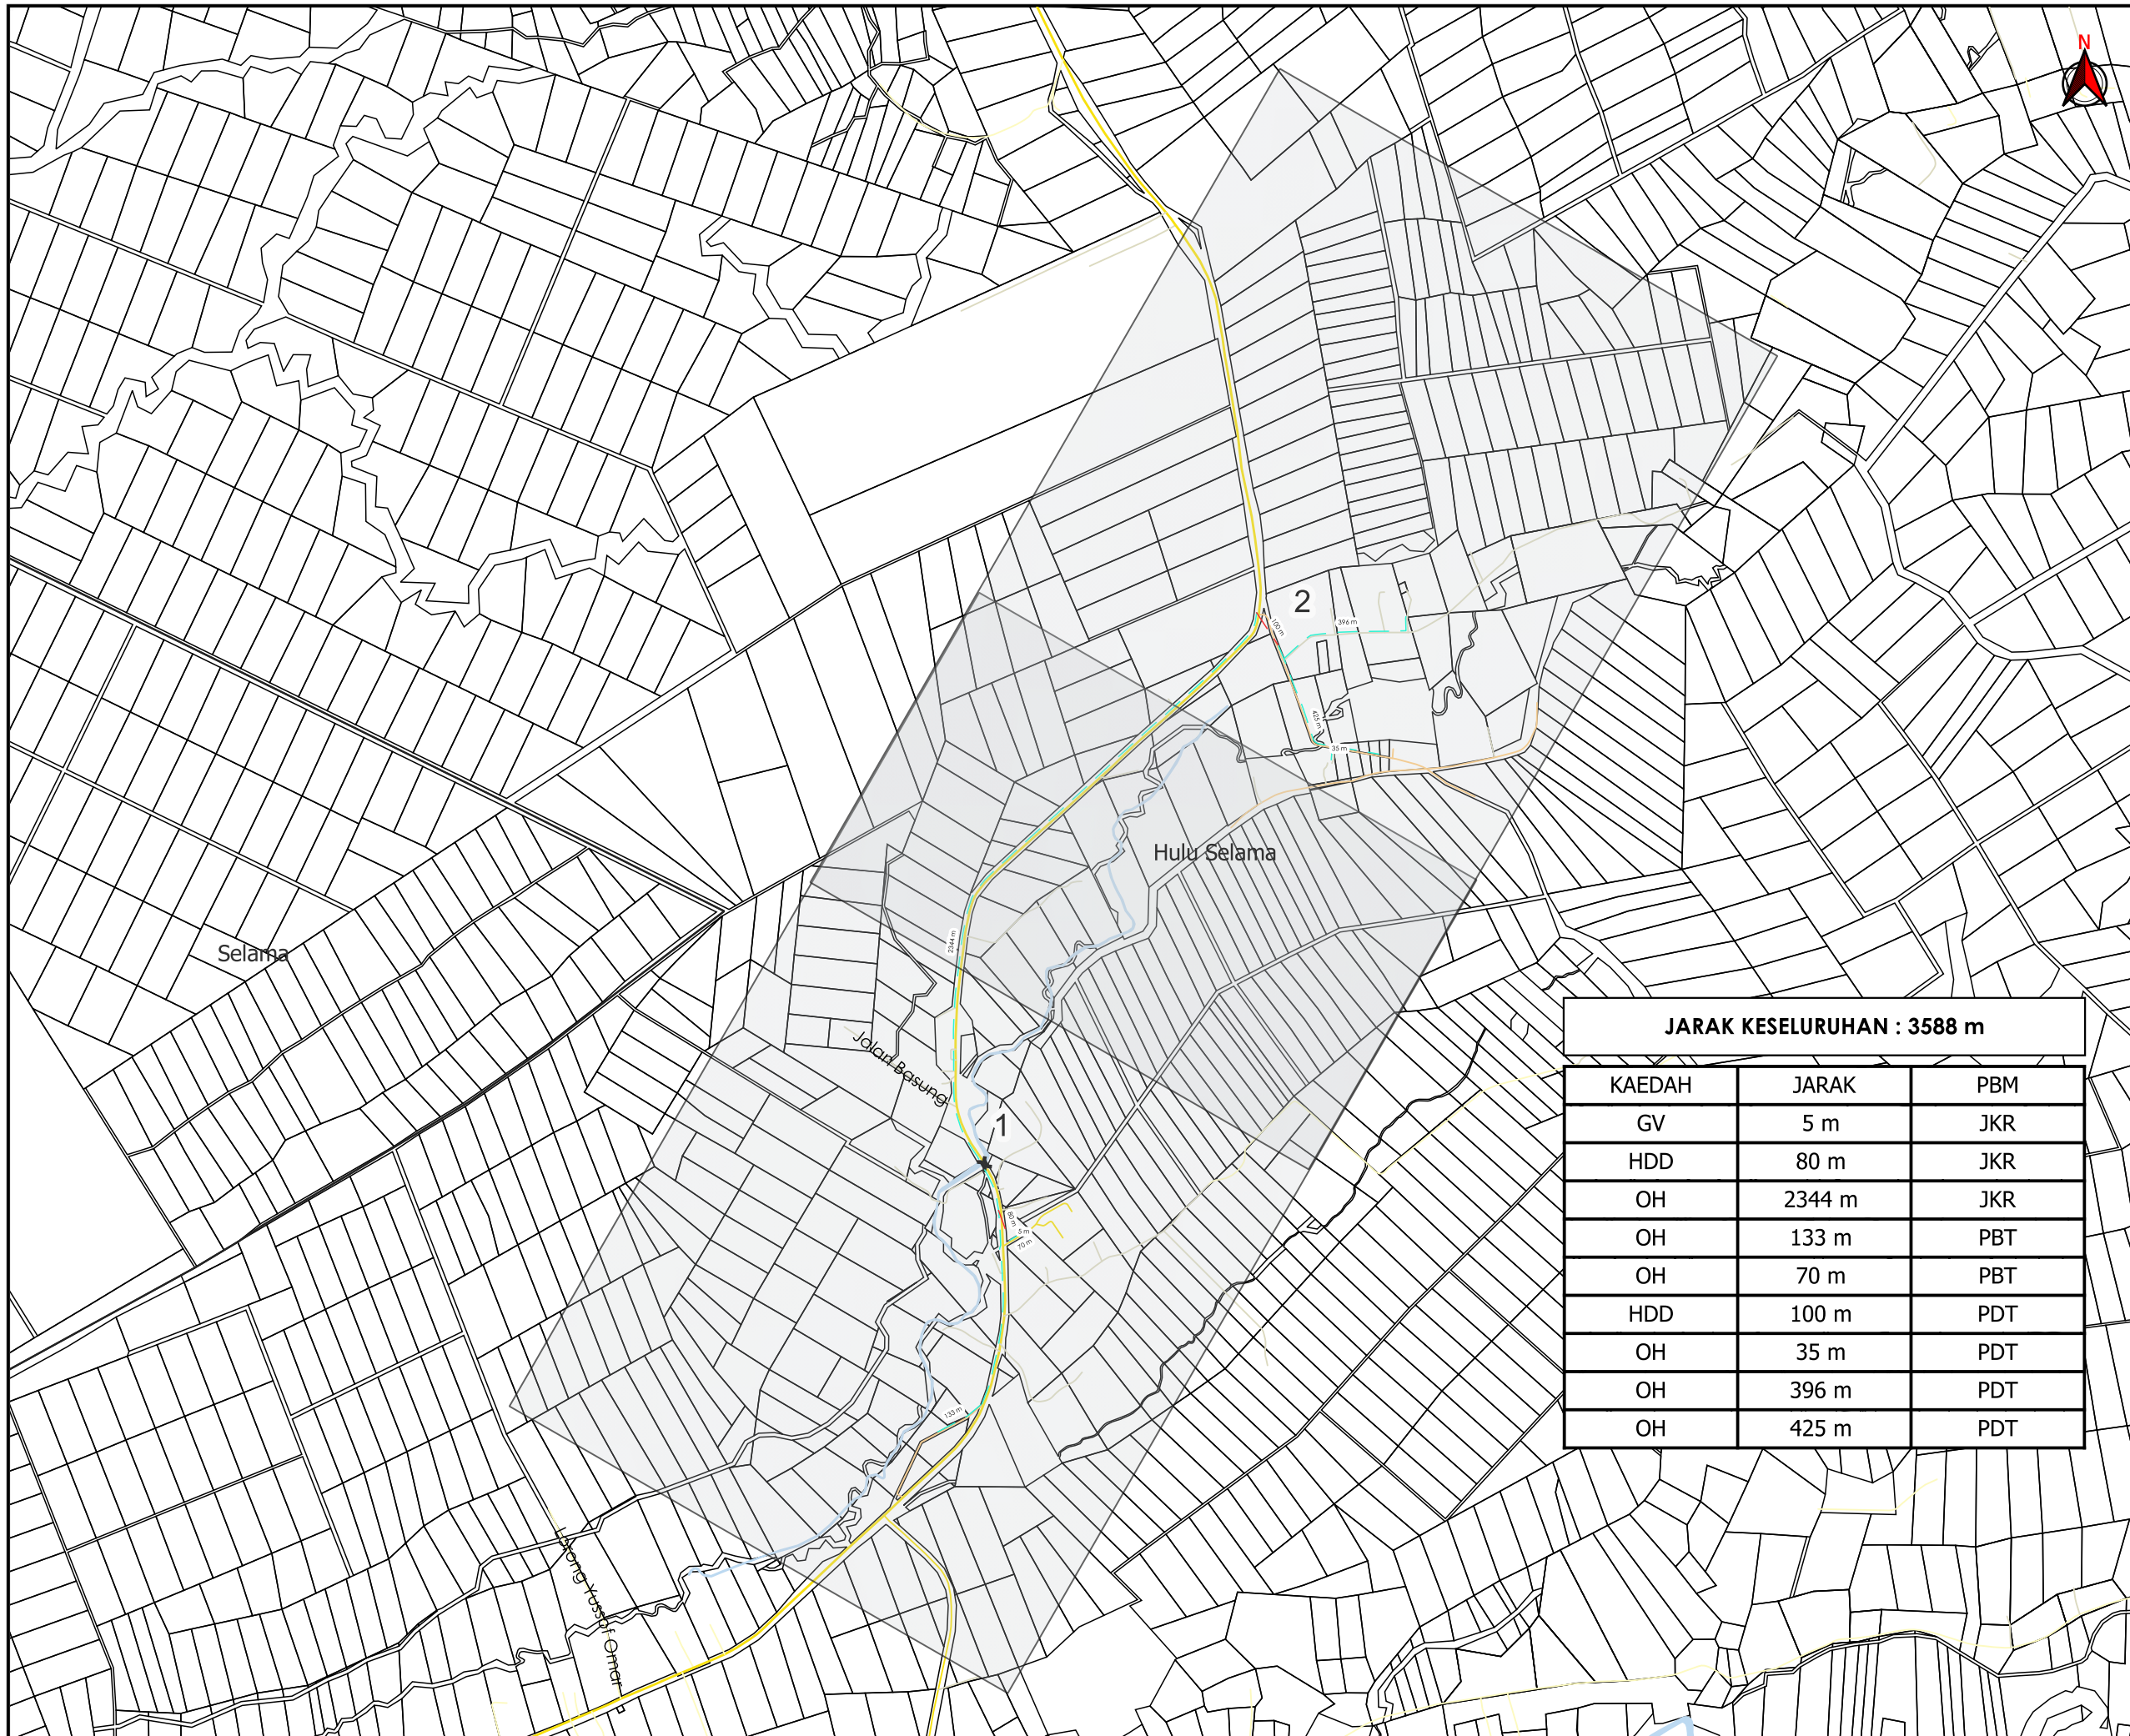 N
2
100 m
396 m
425 m
35 m
Hulu Selama
2344 m
Selama
Jalan Basung
1
80 m
5 m
70 m
133 m
Lorong Yussof Omar
JARAK KESELURUHAN : 3588 m
KAEDAH JARAK PBM
GV 5 m JKR
HDD 80 m JKR
OH 2344 m JKR
OH 133 m PBT
OH 70 m PBT
HDD 100 m PDT
OH 35 m PDT
OH 396 m PDT
OH 425 m PDT